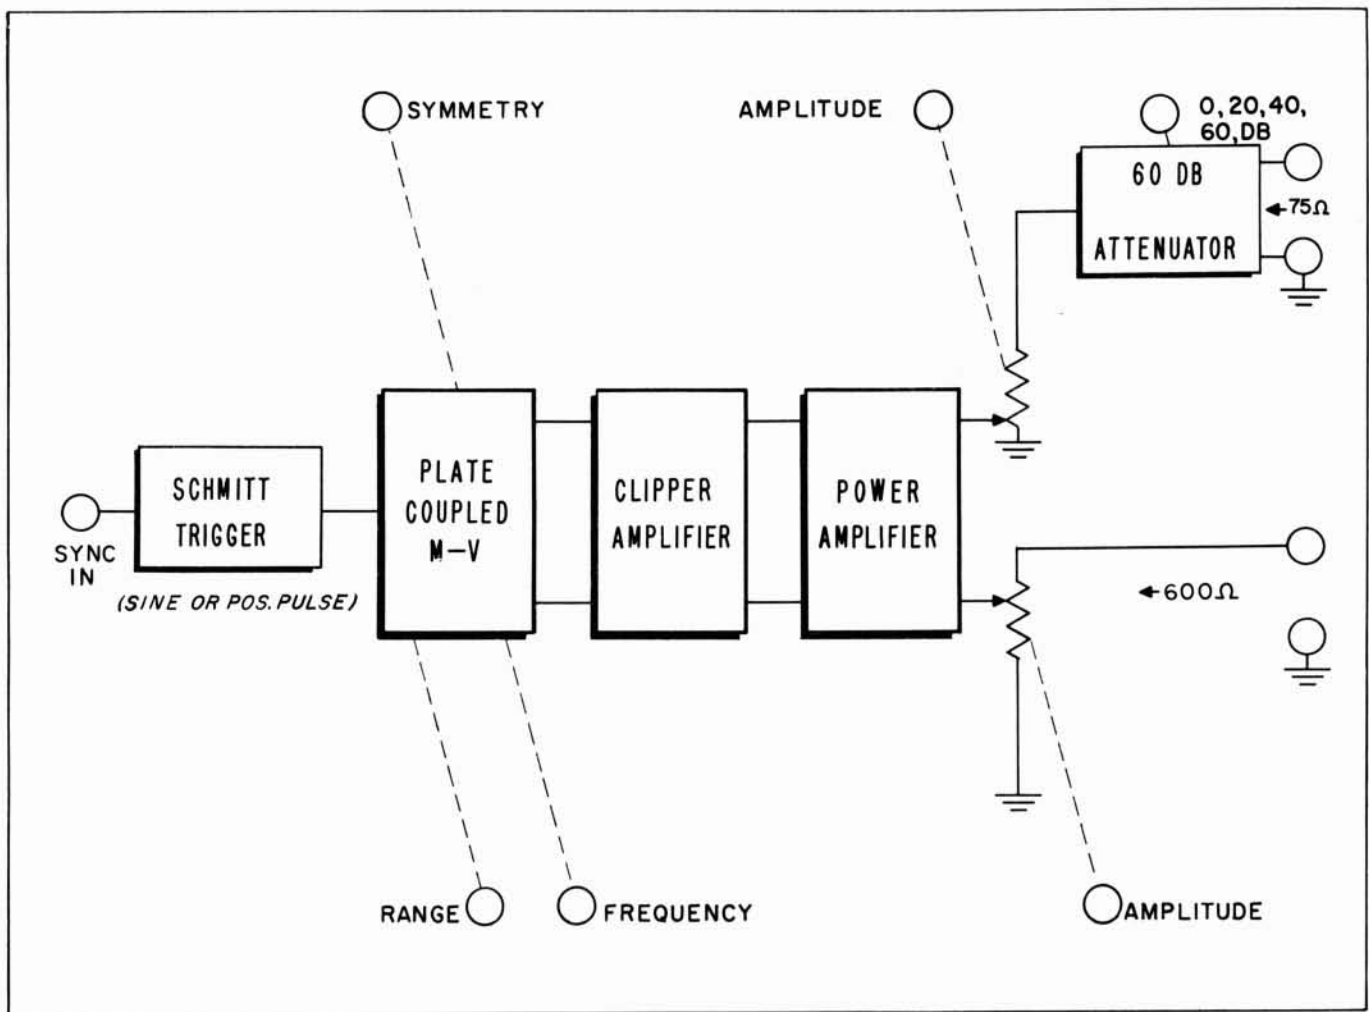 SYMMETRY
AMPLITUDE
0,20,40,
60,DB
60 DB
ATTENUATOR
75Ω
SCHMITT
TRIGGER
SYNC
IN
(SINE OR POS. PULSE)
PLATE
COUPLED
M-V
CLIPPER
AMPLIFIER
POWER
AMPLIFIER
600Ω
RANGE
FREQUENCY
AMPLITUDE